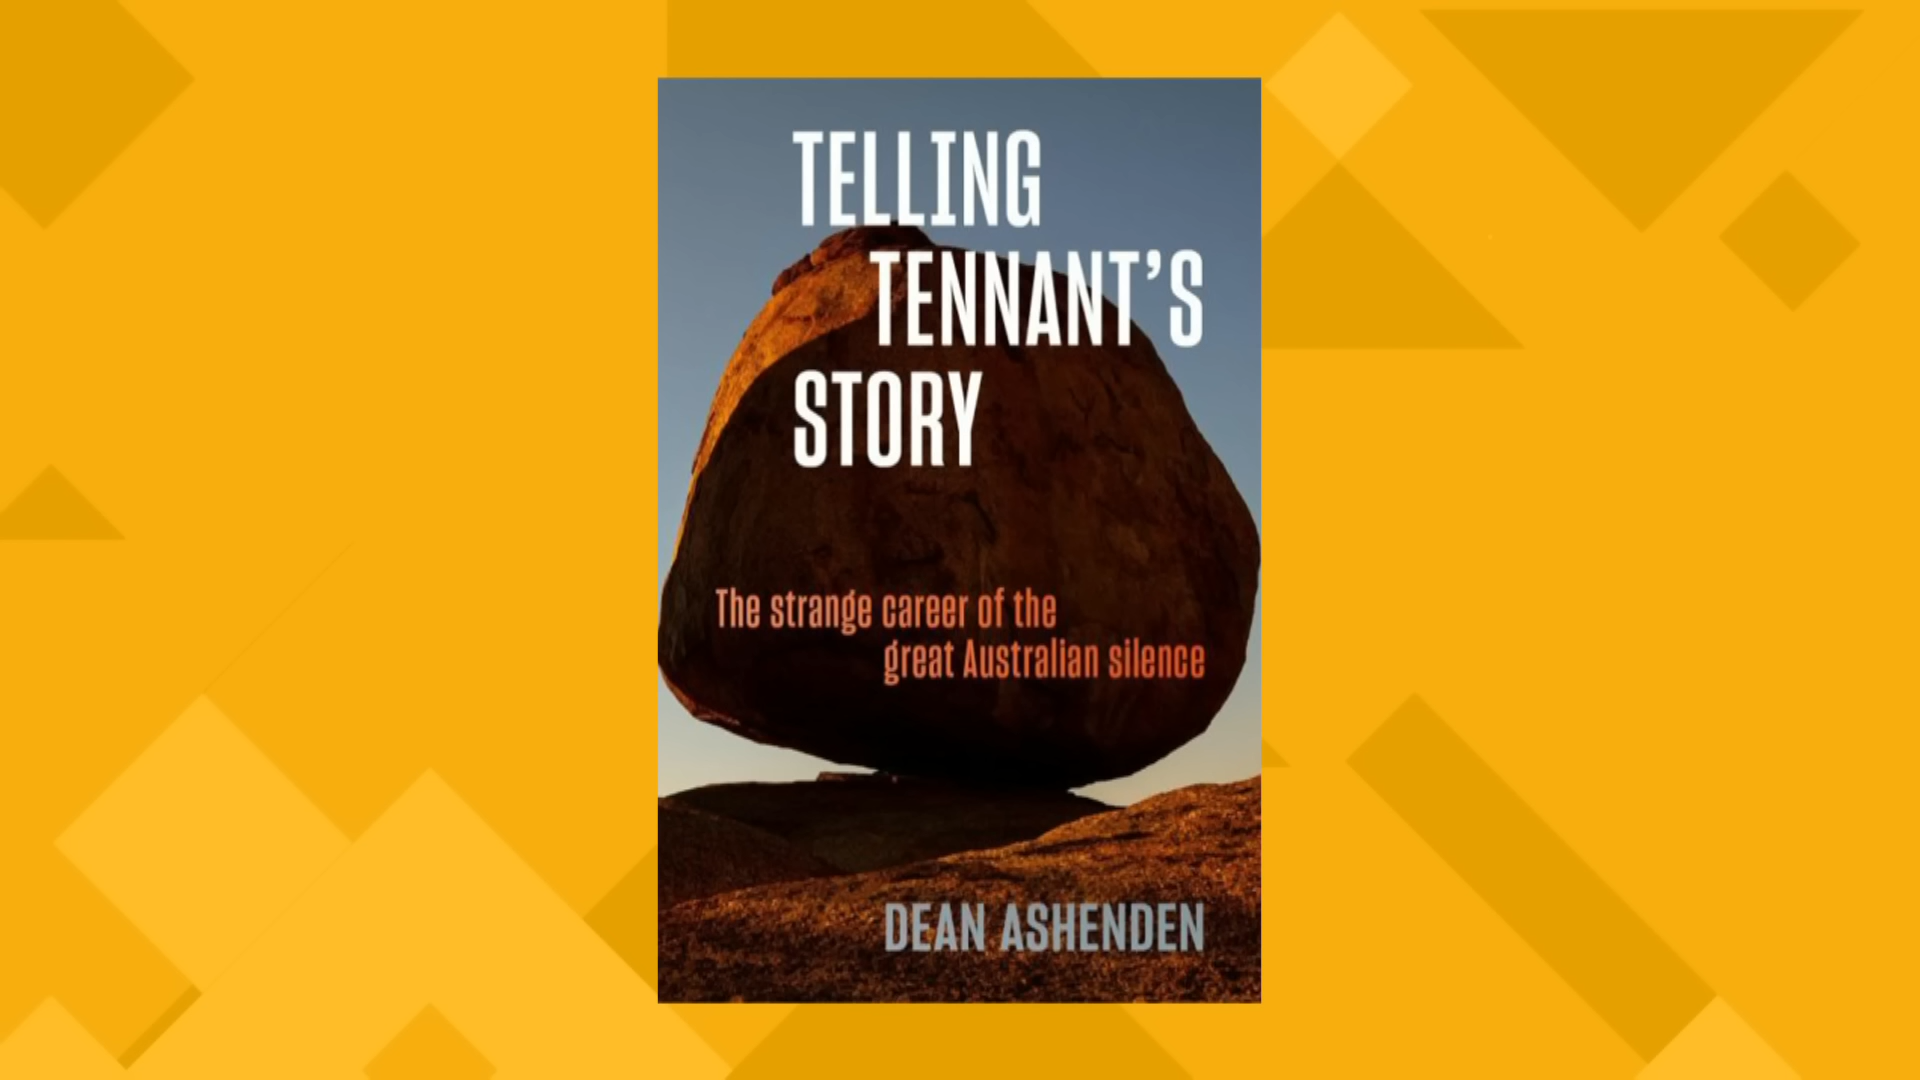 TELLING
TENNANT’S
STORY
The strange career of the
great Australian silence
DEAN ASHENDEN